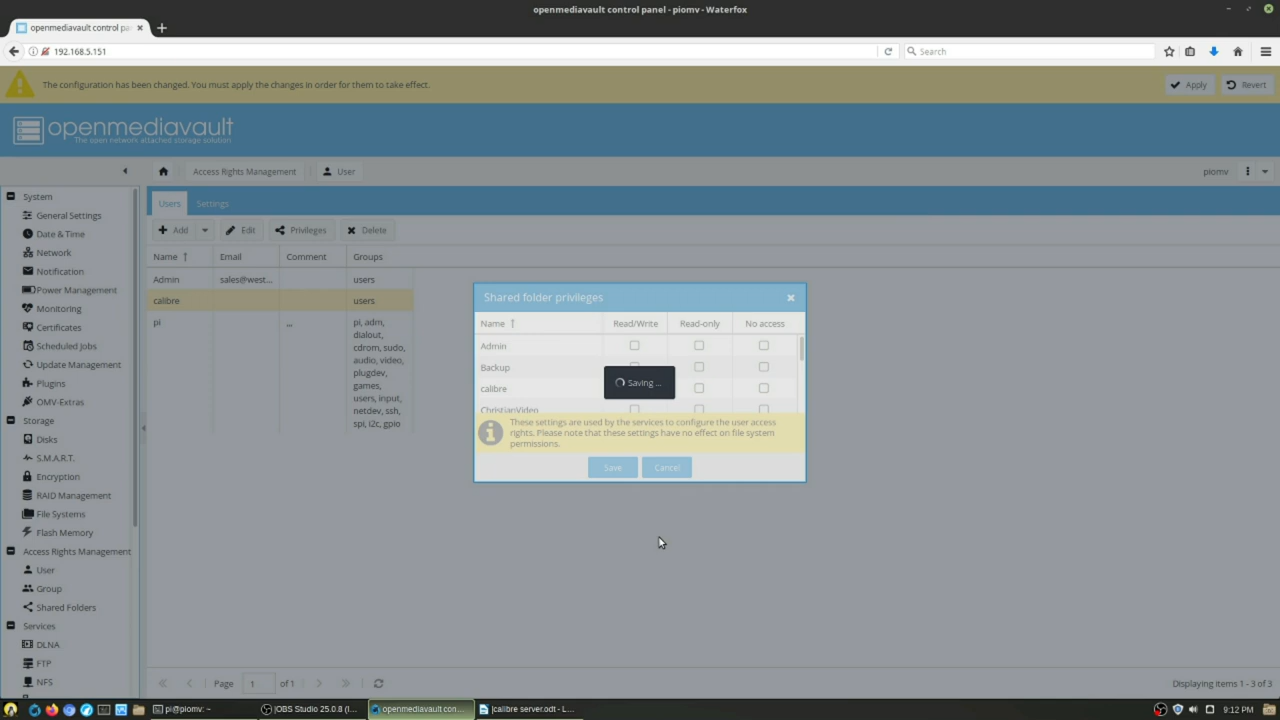 openmediavault control panel - piomv - Waterfox
openmediavault control pa
192.168.5.151
Search
The configuration has been changed. You must apply the changes in order for them to take effect.
Apply
Revert
openmediavault
The open network attached storage solution
Access Rights Management
User
piomv
System
General Settings
Date & Time
Network
Notification
Power Management
Monitoring
Certificates
Scheduled Jobs
Update Management
Plugins
OMV-Extras
Storage
Disks
S.M.A.R.T.
Encryption
RAID Management
File Systems
Flash Memory
Access Rights Management
User
Group
Shared Folders
Services
DLNA
FTP
NFS
Users
Settings
Add
Edit
Privileges
Delete
Name
Email
Comment
Groups
Admin
sales@west...
users
calibre
users
pi
...
pi, adm,
dialout,
cdrom, sudo,
audio, video,
plugdev,
games,
users, input,
netdev, ssh,
spi, i2c, gpio
Shared folder privileges
Name
Read/Write
Read-only
No access
Admin
Backup
calibre
ChristianVideo
Saving ...
These settings are used by the services to configure the user access
rights. Please note that these settings have no effect on file system
permissions.
Save
Cancel
Page
1
of 1
Displaying items 1 - 3 of 3
pi@piomv: ~
|OBS Studio 25.0.8 (l...
openmediavault con...
|calibre server.odt - L...
9:12 PM